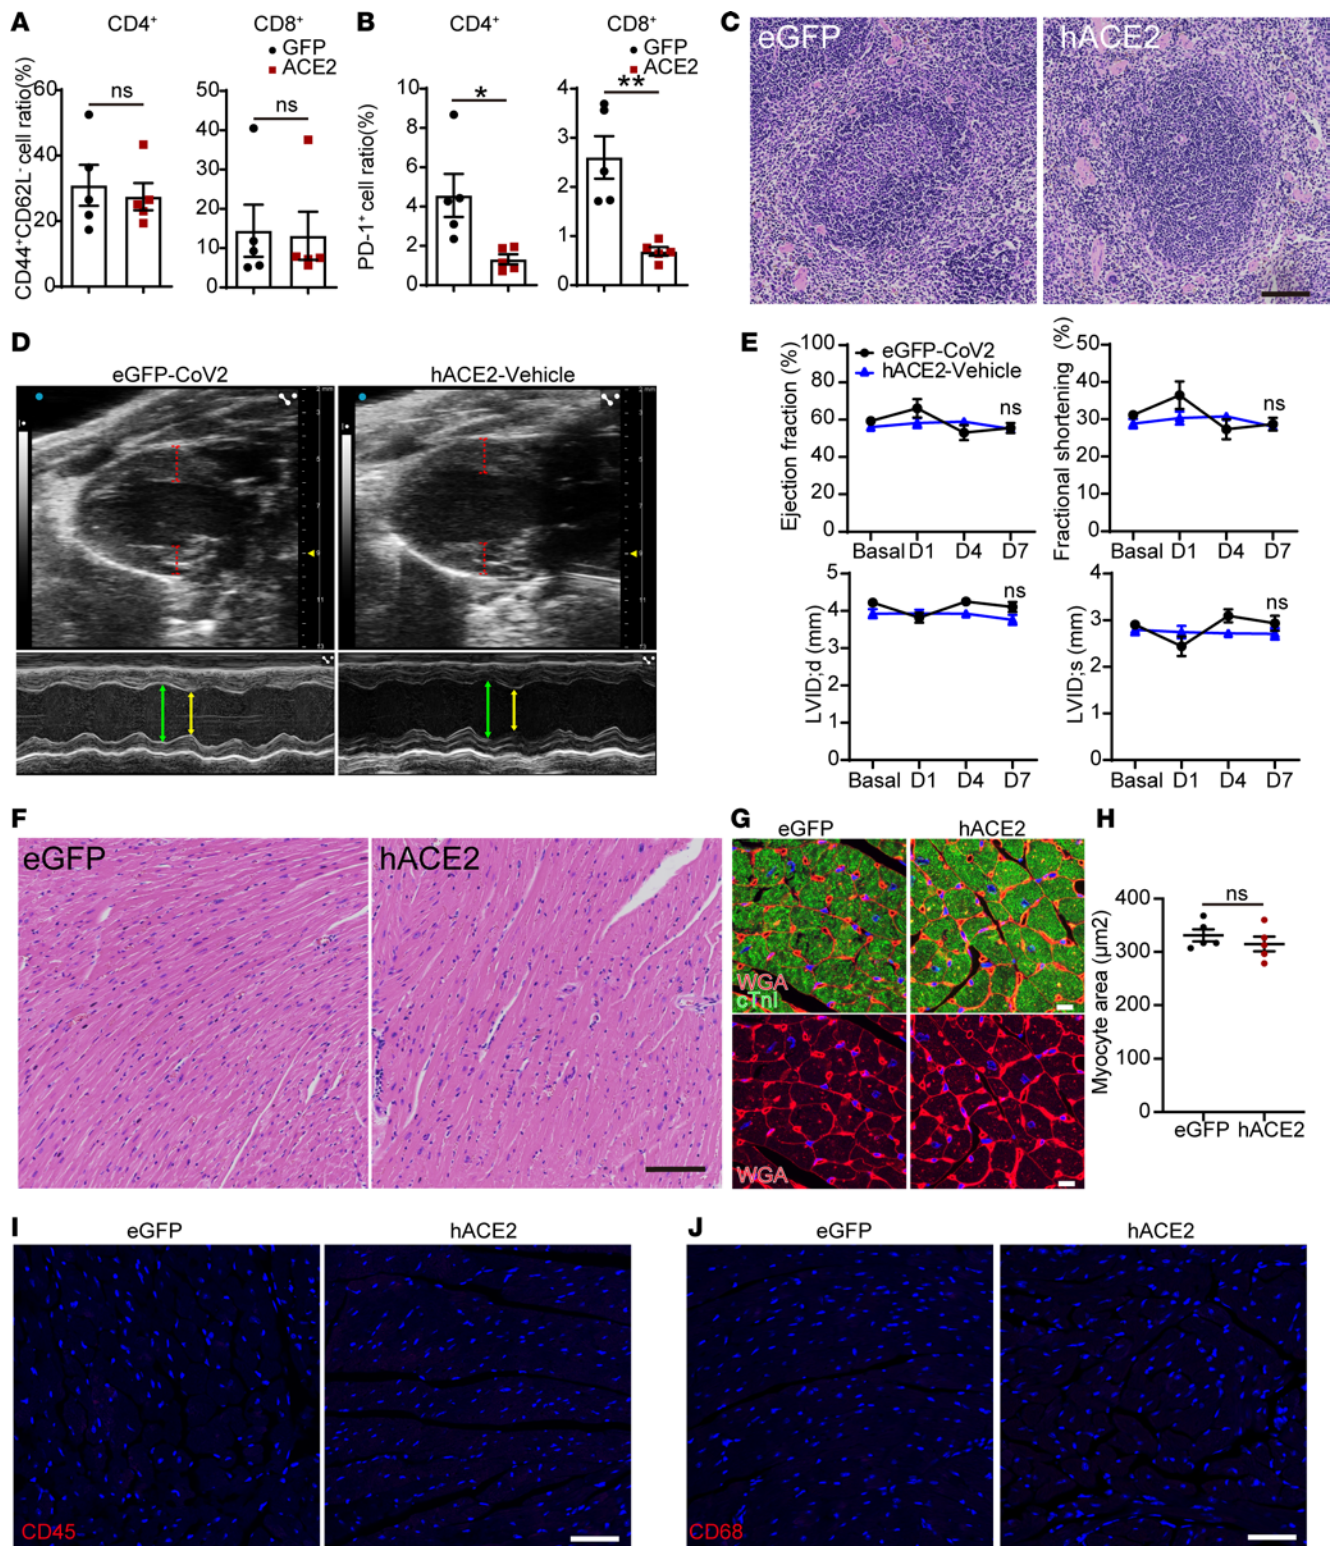 A
CD4⁺
CD8⁺
GFP
ACE2
CD44⁺CD62L⁻ cell ratio(%)
60
40
20
0
ns
50
40
30
20
10
0
ns
B
CD4⁺
CD8⁺
GFP
ACE2
PD-1⁺ cell ratio(%)
10
8
6
4
2
0
*
4
3
2
1
0
**
C
eGFP
hACE2
D
eGFP-CoV2
hACE2-Vehicle
E
Ejection fraction (%)
100
80
60
40
20
0
eGFP-CoV2
hACE2-Vehicle
ns
Basal D1 D4 D7
Fractional shortening (%)
50
40
30
20
10
0
ns
Basal D1 D4 D7
LVID;d (mm)
5
4
3
2
1
0
ns
Basal D1 D4 D7
LVID;s (mm)
4
3
2
1
0
ns
Basal D1 D4 D7
F
eGFP
hACE2
G
eGFP
hACE2
WGA
cTnI
WGA
H
Myocyte area (μm2)
400
300
200
100
0
ns
eGFP hACE2
I
eGFP
hACE2
CD45
J
eGFP
hACE2
CD68